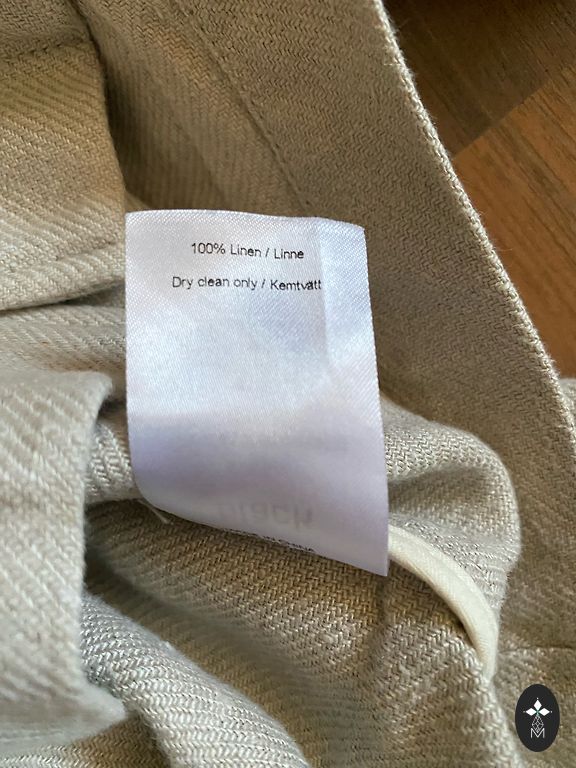 100% Linen / Linne
Dry clean only / Kemtvätt